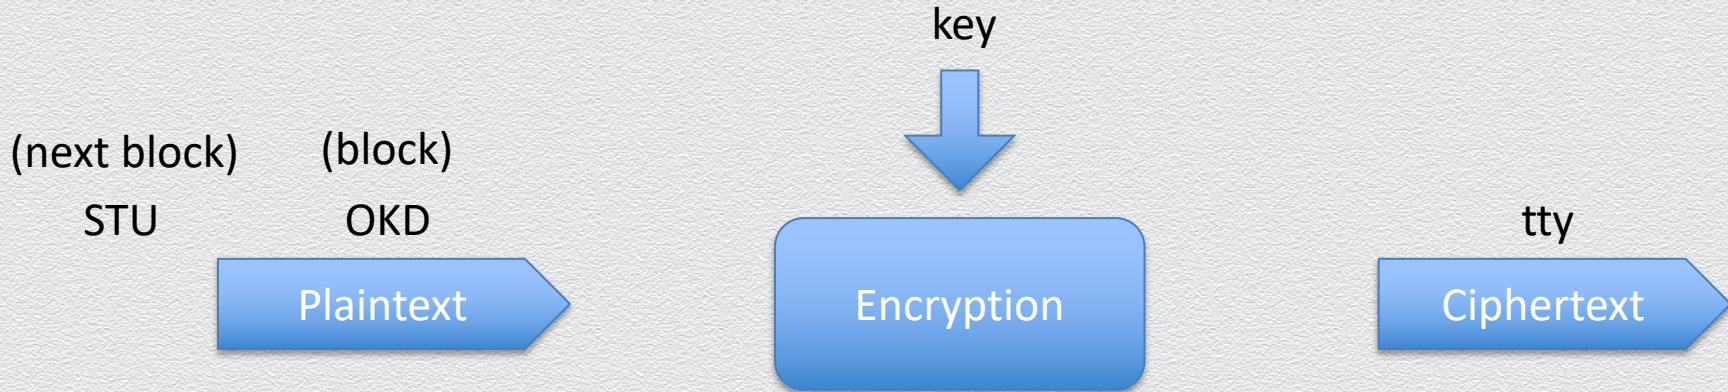 key
(next block) (block)
STU OKD tty
Plaintext Encryption Ciphertext